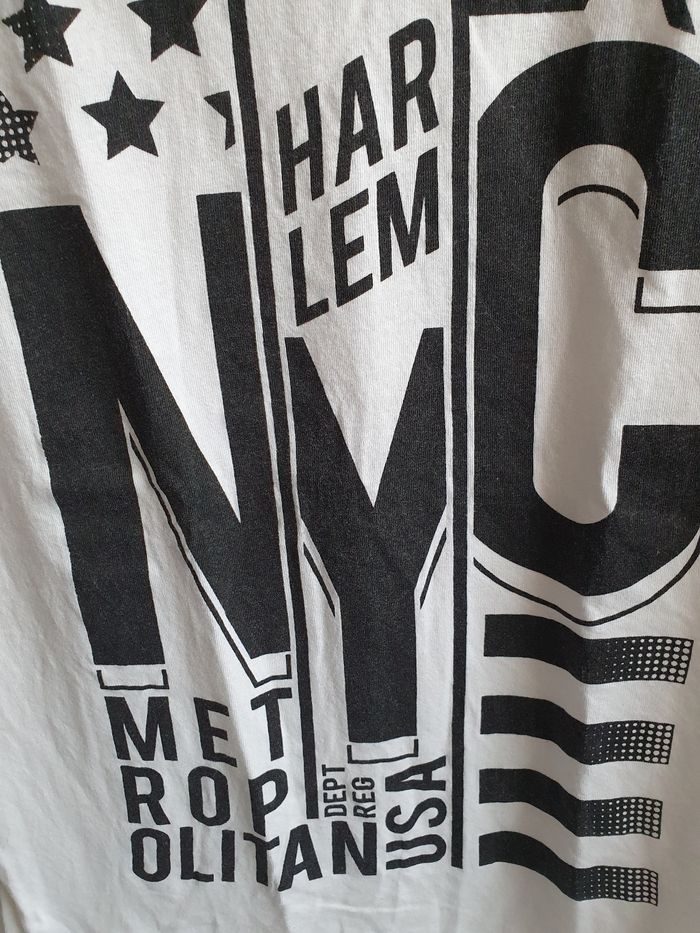 HAR
LEM
NYC
MET
ROP
OLITAN
DEPT
REG
USA